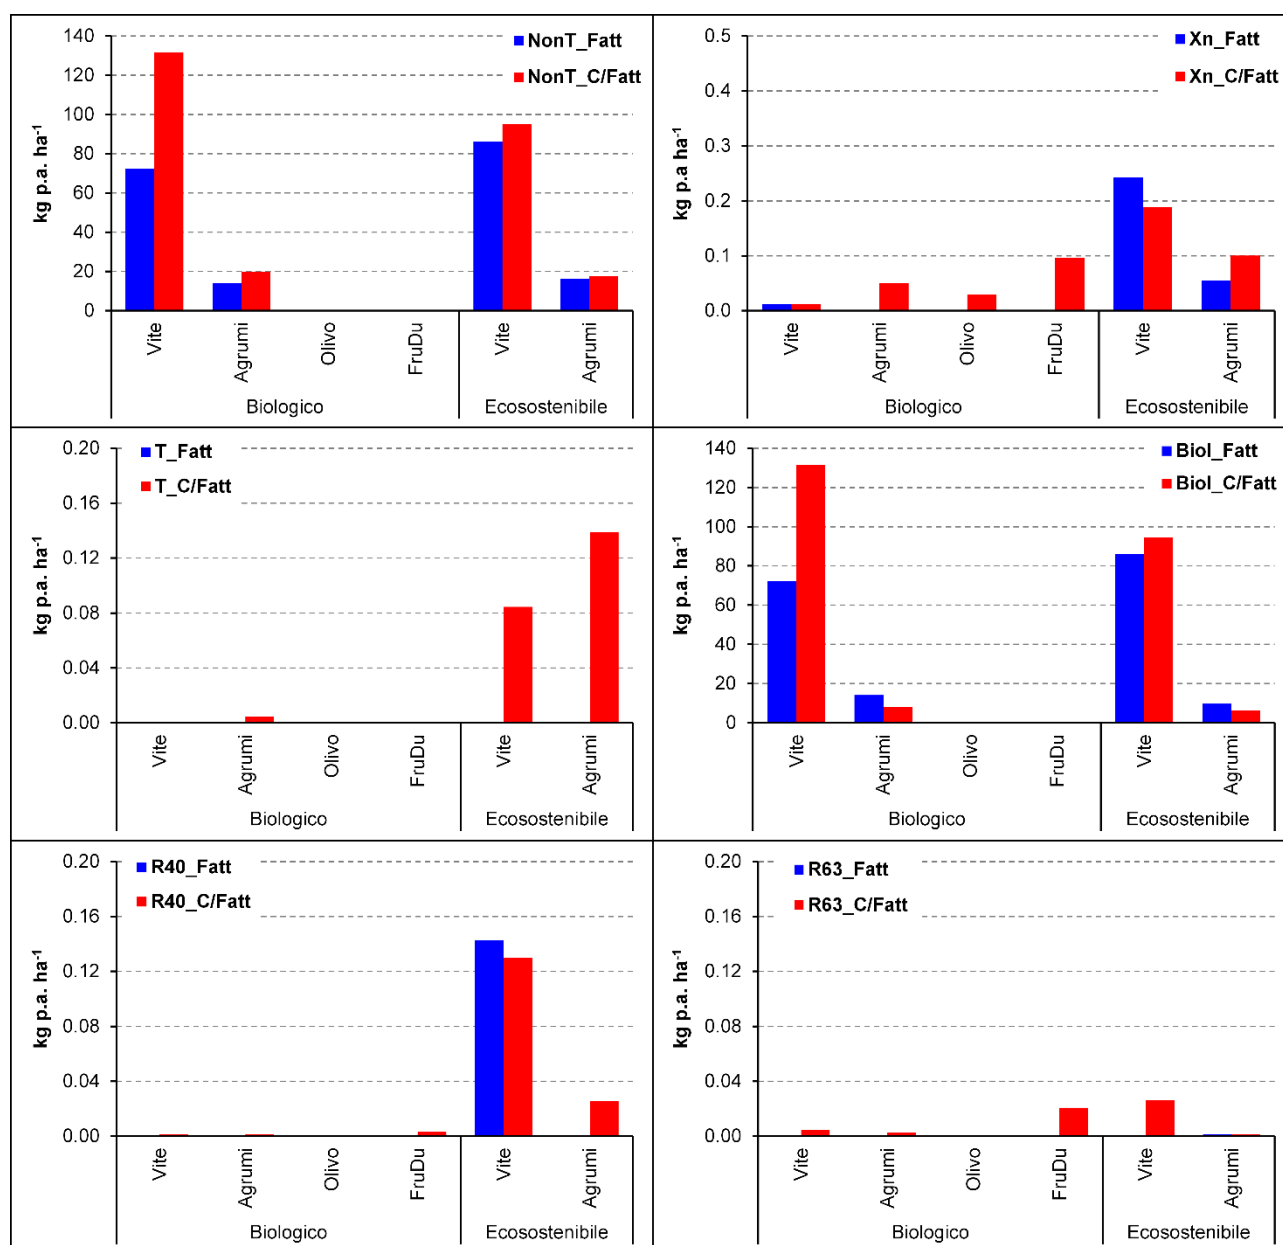 140
120
100
80
60
40
20
0
kg p.a. ha-1
NonT_Fatt
NonT_C/Fatt
Vite
Agrumi
Olivo
FruDu
Vite
Agrumi
Biologico
Ecosostenibile
0.5
0.4
0.3
0.2
0.1
0.0
kg p.a ha-1
Xn_Fatt
Xn_C/Fatt
Vite
Agrumi
Olivo
FruDu
Vite
Agrumi
Biologico
Ecosostenibile
0.20
0.16
0.12
0.08
0.04
0.00
kg p.a. ha-1
T_Fatt
T_C/Fatt
Vite
Agrumi
Olivo
FruDu
Vite
Agrumi
Biologico
Ecosostenibile
140
120
100
80
60
40
20
0
kg p.a. ha-1
Biol_Fatt
Biol_C/Fatt
Vite
Agrumi
Olivo
FruDu
Vite
Agrumi
Biologico
Ecosostenibile
0.20
0.16
0.12
0.08
0.04
0.00
kg p.a. ha-1
R40_Fatt
R40_C/Fatt
Vite
Agrumi
Olivo
FruDu
Vite
Agrumi
Biologico
Ecosostenibile
0.20
0.16
0.12
0.08
0.04
0.00
kg p.a. ha-1
R63_Fatt
R63_C/Fatt
Vite
Agrumi
Olivo
FruDu
Vite
Agrumi
Biologico
Ecosostenibile